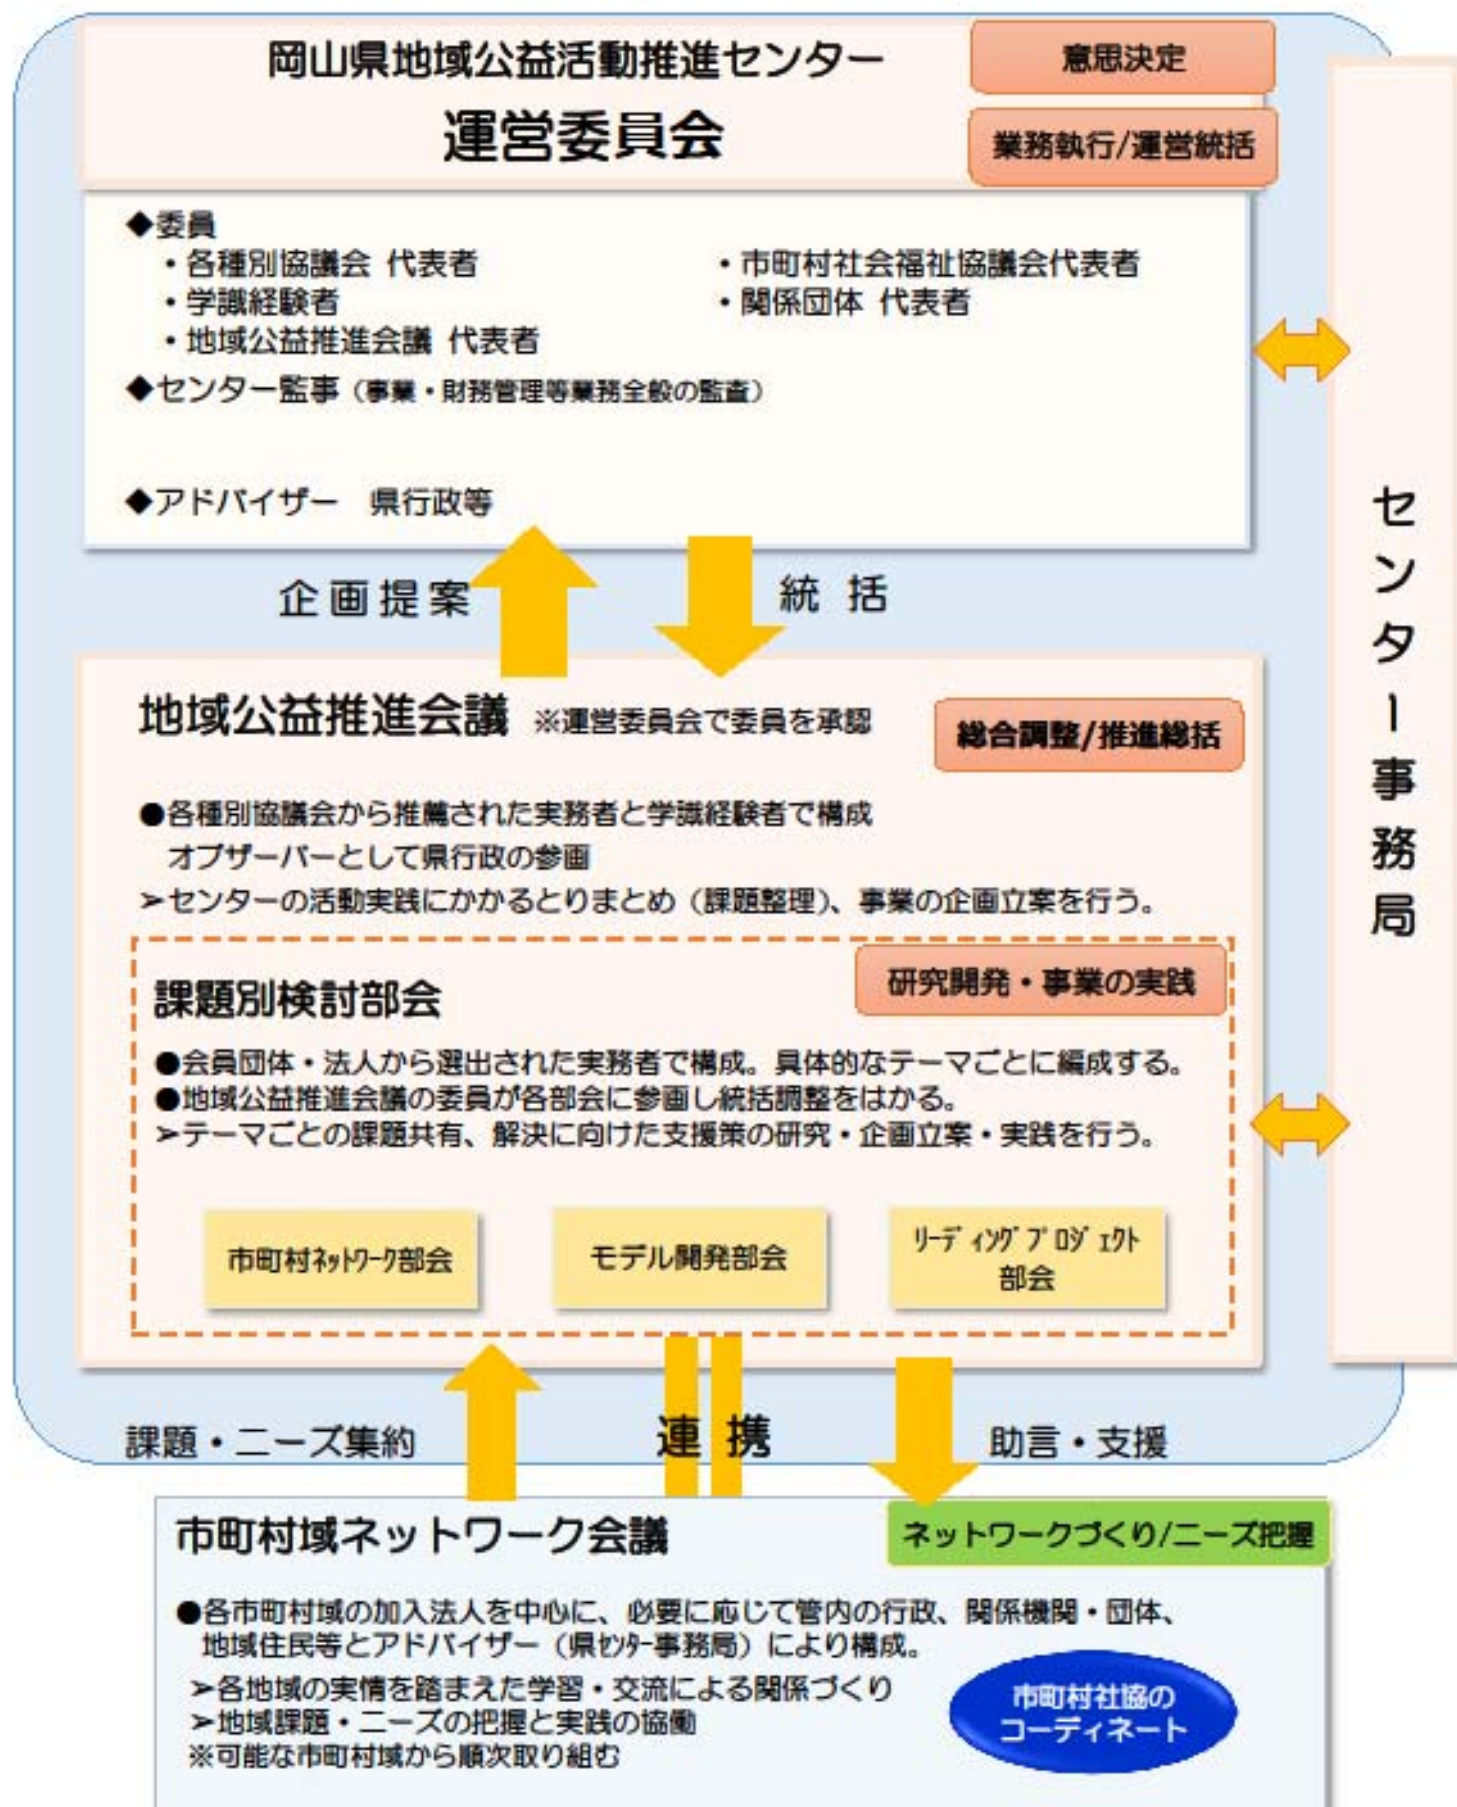 岡山県地域公益活動推進センター
運営委員会
意思決定
業務執行/運営統括
◆委員
・各種別協議会 代表者
・市町村社会福祉協議会代表者
・学識経験者
・関係団体 代表者
・地域公益推進会議 代表者
◆センター監事（事業・財務管理等業務全般の監査）
◆アドバイザー 県行政等
センター事務局
企画提案
統 括
地域公益推進会議 ※運営委員会で委員を承認
総合調整/推進総括
●各種別協議会から推薦された実務者と学識経験者で構成
オブザーバーとして県行政の参画
➢センターの活動実践にかかるとりまとめ（課題整理）、事業の企画立案を行う。
課題別検討部会
研究開発・事業の実践
●会員団体・法人から選出された実務者で構成。具体的なテーマごとに編成する。
●地域公益推進会議の委員が各部会に参画し統括調整をはかる。
➢テーマごとの課題共有、解決に向けた支援策の研究・企画立案・実践を行う。
市町村ﾈｯﾄﾜｰｸ部会
モデル開発部会
ﾘｰﾃﾞｨﾝｸﾞﾌﾟﾛｼﾞｪｸﾄ
部会
課題・ニーズ集約
連 携
助言・支援
市町村域ネットワーク会議
ネットワークづくり/ニーズ把握
●各市町村域の加入法人を中心に、必要に応じて管内の行政、関係機関・団体、
地域住民等とアドバイザー（県ｾﾝﾀｰ事務局）により構成。
➢各地域の実情を踏まえた学習・交流による関係づくり
➢地域課題・ニーズの把握と実践の協働
※可能な市町村域から順次取り組む
市町村社協の
コーディネート